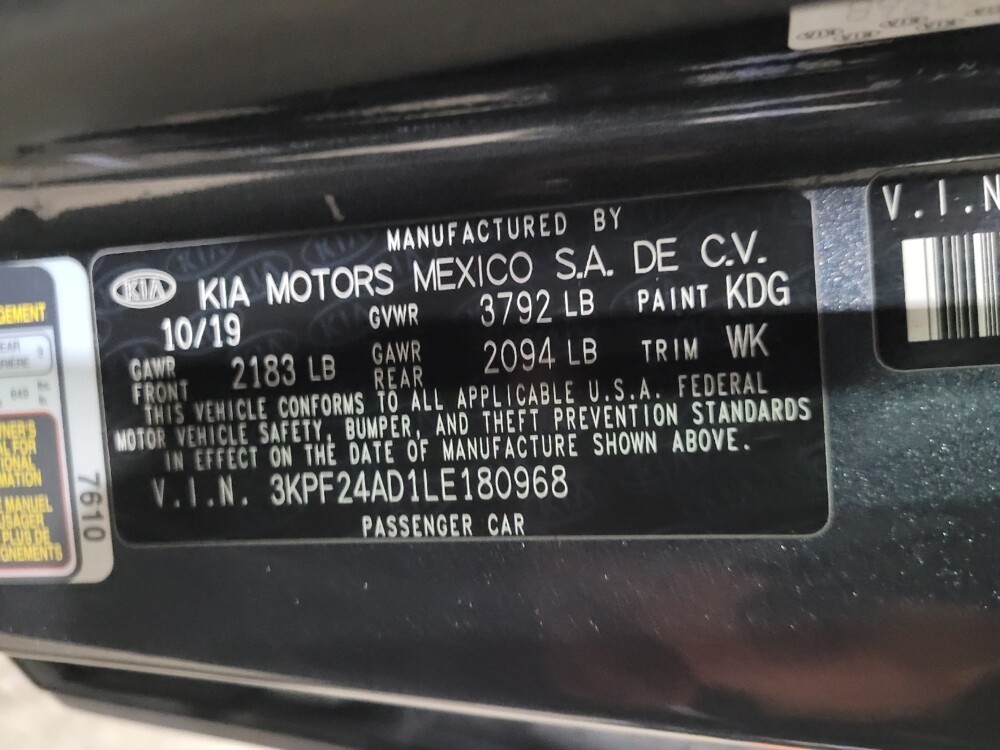 MANUFACTURED BY
KIA
KIA MOTORS MEXICO S.A. DE C.V.
10/19 GVWR 3792 LB PAINT KDG
GAWR FRONT 2183 LB GAWR REAR 2094 LB TRIM WK
THIS VEHICLE CONFORMS TO ALL APPLICABLE U.S.A. FEDERAL
MOTOR VEHICLE SAFETY, BUMPER, AND THEFT PREVENTION STANDARDS
IN EFFECT ON THE DATE OF MANUFACTURE SHOWN ABOVE.
V.I.N. 3KPF24AD1LE180968
PASSENGER CAR
V.I.N
7610